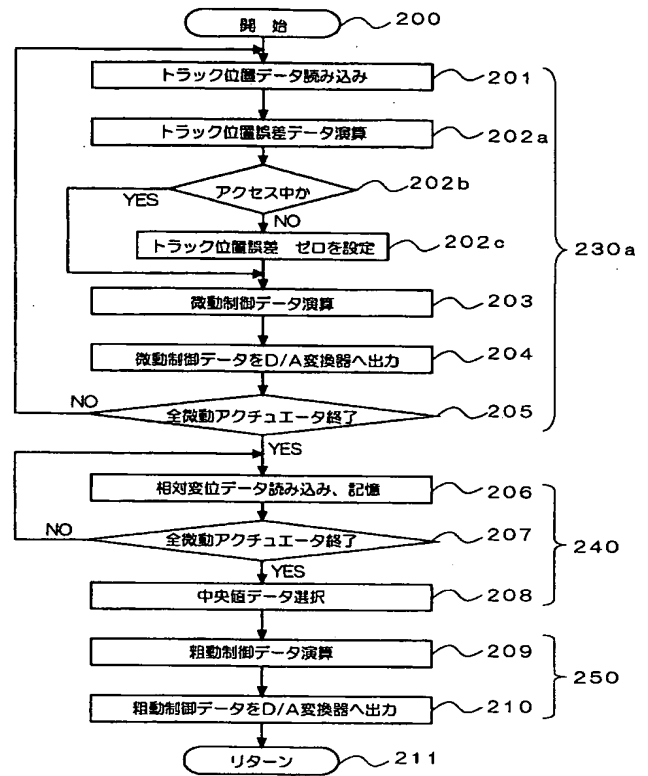 開 始 200
トラック位置データ読み込み 201
トラック位置誤差データ演算 202a
アクセス中か 202b
YES
NO
トラック位置誤差 ゼロを設定 202c
230a
微動制御データ演算 203
微動制御データをD/A変換器へ出力 204
NO
全微動アクチュエータ終了 205
YES
相対変位データ読み込み、記憶 206
NO
全微動アクチュエータ終了 207
240
YES
中央値データ選択 208
粗動制御データ演算 209
250
粗動制御データをD/A変換器へ出力 210
リターン 211